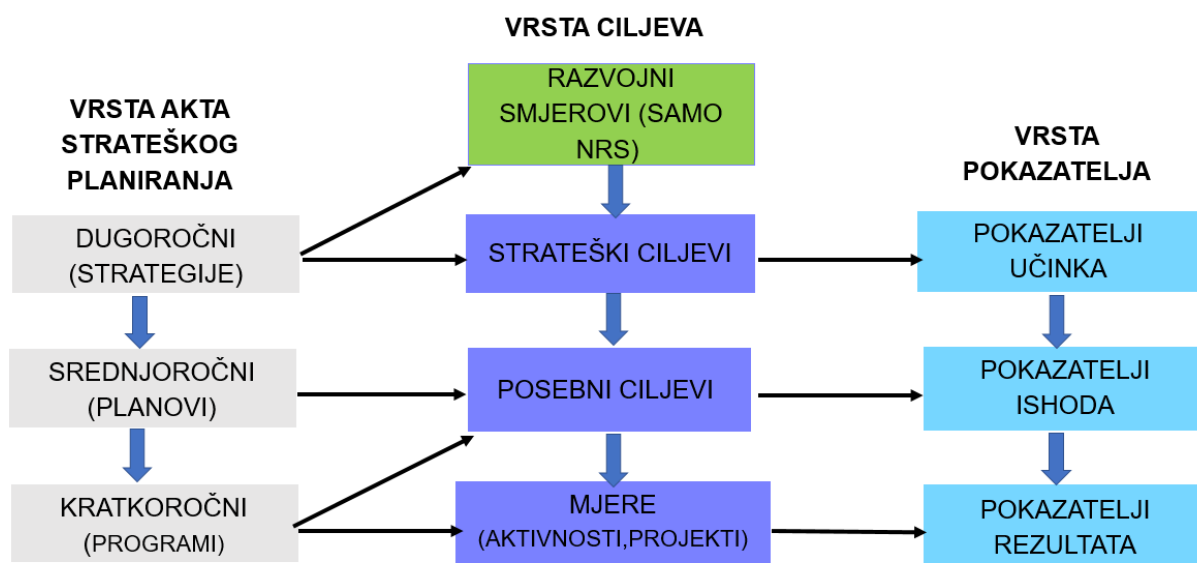 VRSTA CILJEVA
RAZVOJNI
SMJEROVI (SAMO
NRS)
VRSTA AKTA
STRATEŠKOG
PLANIRANJA
VRSTA
POKAZATELJA
DUGOROČNI
(STRATEGIJE)
STRATEŠKI CILJEVI
POKAZATELJI
UČINKA
SREDNJOROČNI
(PLANOVI)
POSEBNI CILJEVI
POKAZATELJI
ISHODA
KRATKOROČNI
(PROGRAMI)
MJERE
(AKTIVNOSTI,PROJEKTI)
POKAZATELJI
REZULTATA